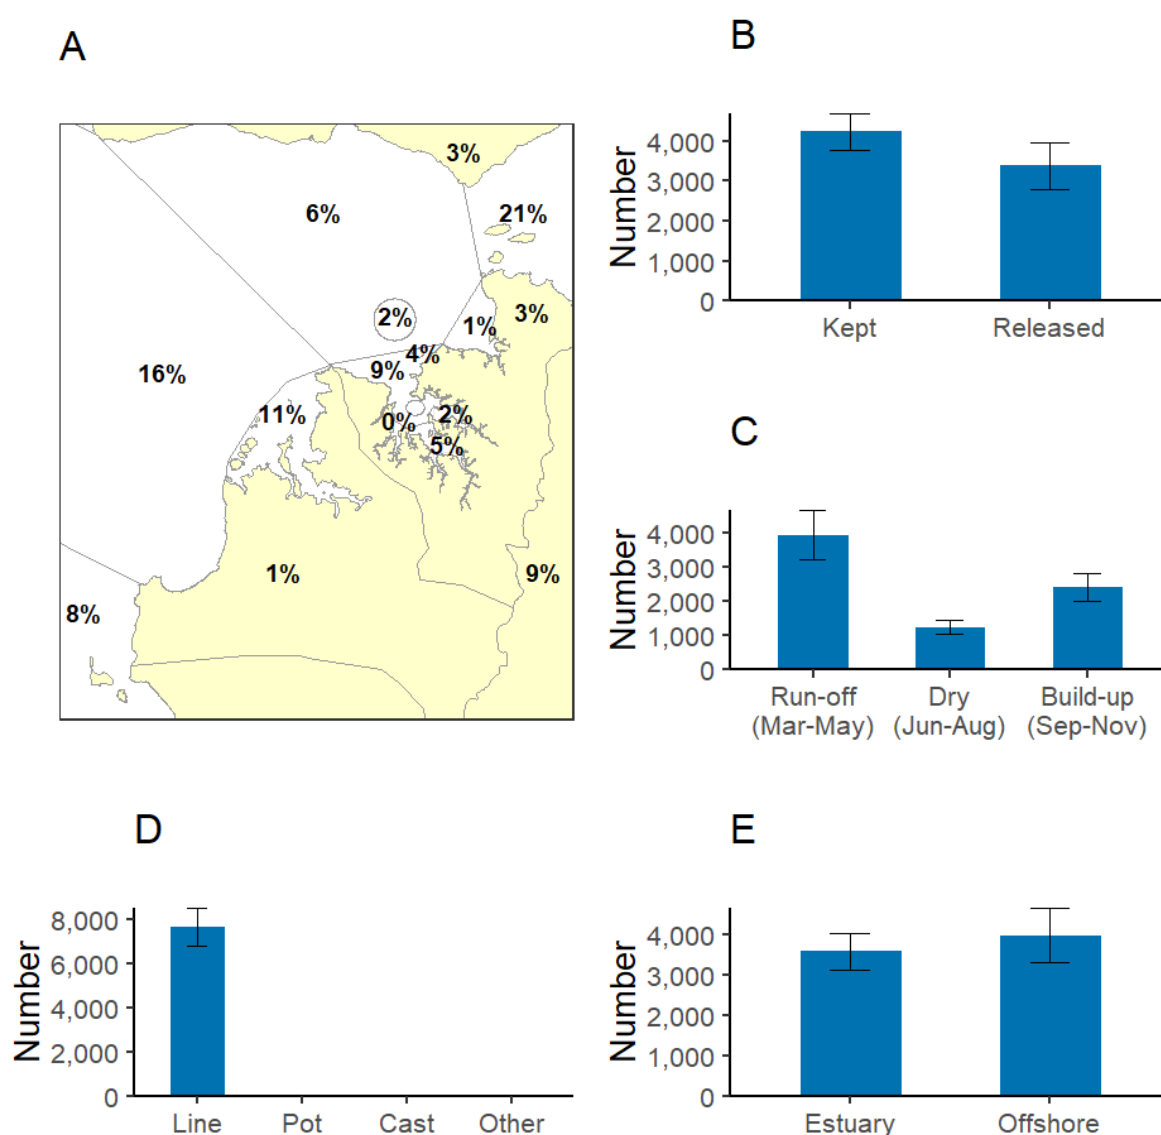 A
3%
6%
21%
2%
3%
1%
4%
9%
16%
11%
0%
2%
5%
1%
9%
8%
B
Number
4,000
3,000
2,000
1,000
0
Kept Released
C
Number
4,000
3,000
2,000
1,000
0
Run-off Dry Build-up
(Mar-May) (Jun-Aug) (Sep-Nov)
D
Number
8,000
6,000
4,000
2,000
0
Line Pot Cast Other
E
Number
4,000
3,000
2,000
1,000
0
Estuary Offshore